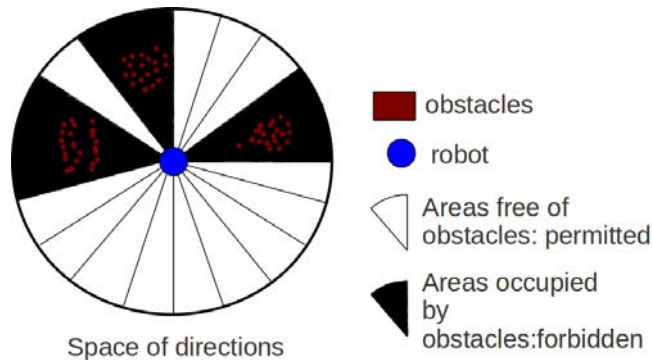 obstacles
robot
Areas free of
obstacles: permitted
Areas occupied
by
obstacles:forbidden
Space of directions